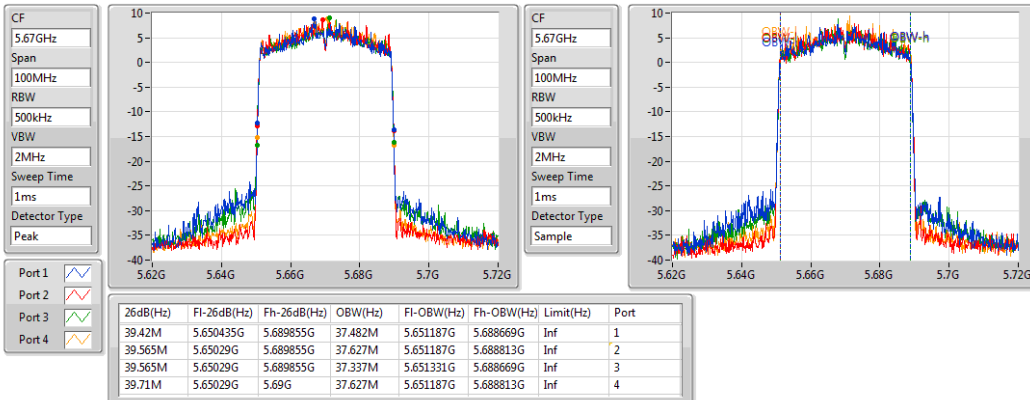 CF
5.67GHz
Span
100MHz
RBW
500kHz
VBW
2MHz
Sweep Time
1ms
Detector Type
Peak
10
5
0
-5
-10
-15
-20
-25
-30
-35
-40
5.62G 5.64G 5.66G 5.68G 5.7G 5.72G
CF
5.67GHz
Span
100MHz
RBW
500kHz
VBW
2MHz
Sweep Time
1ms
Detector Type
Sample
10
5
0
-5
-10
-15
-20
-25
-30
-35
-40
OBW-h
5.62G 5.64G 5.66G 5.68G 5.7G 5.72G
Port 1
Port 2
Port 3
Port 4
26dB(Hz) Fl-26dB(Hz) Fh-26dB(Hz) OBW(Hz) Fl-OBW(Hz) Fh-OBW(Hz) Limit(Hz) Port
39.42M 5.650435G 5.689855G 37.482M 5.651187G 5.688669G Inf 1
39.565M 5.65029G 5.689855G 37.627M 5.651187G 5.688813G Inf 2
39.565M 5.65029G 5.689855G 37.337M 5.651331G 5.688669G Inf 3
39.71M 5.65029G 5.69G 37.627M 5.651187G 5.688813G Inf 4